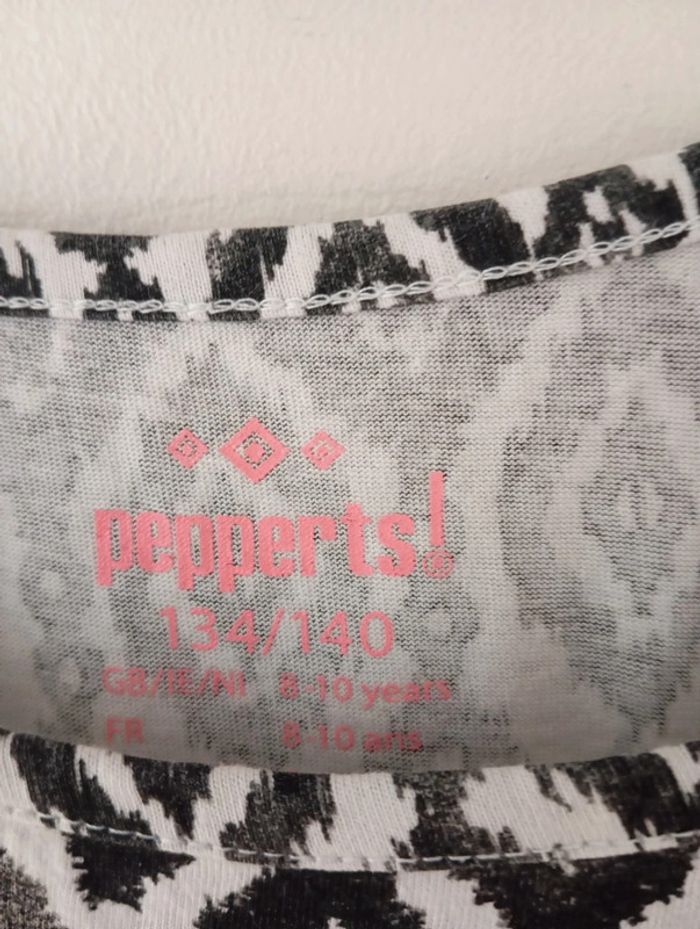 pepperts!®
134/140
GB/IE/NI 8-10 years
FR 8-10 ans